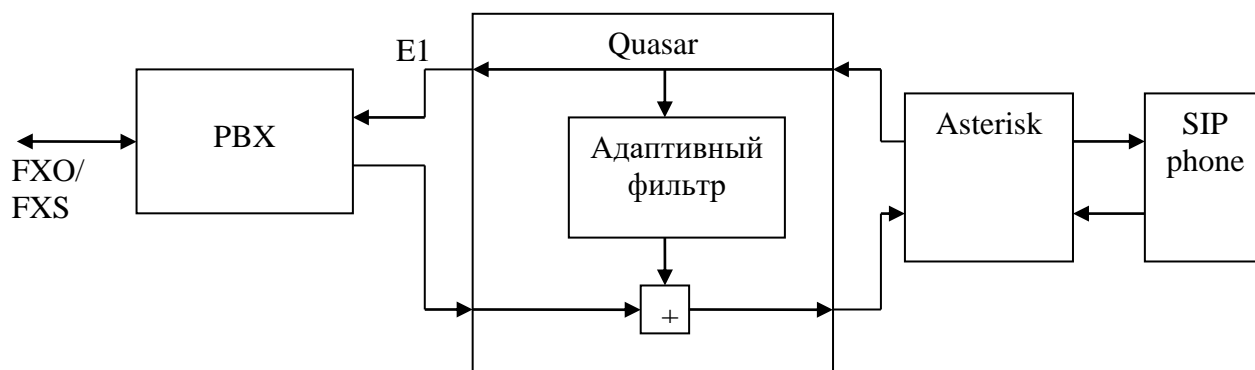 E1
Quasar
PBX
FXO/
FXS
Адаптивный
фильтр
+
Asterisk
SIP
phone